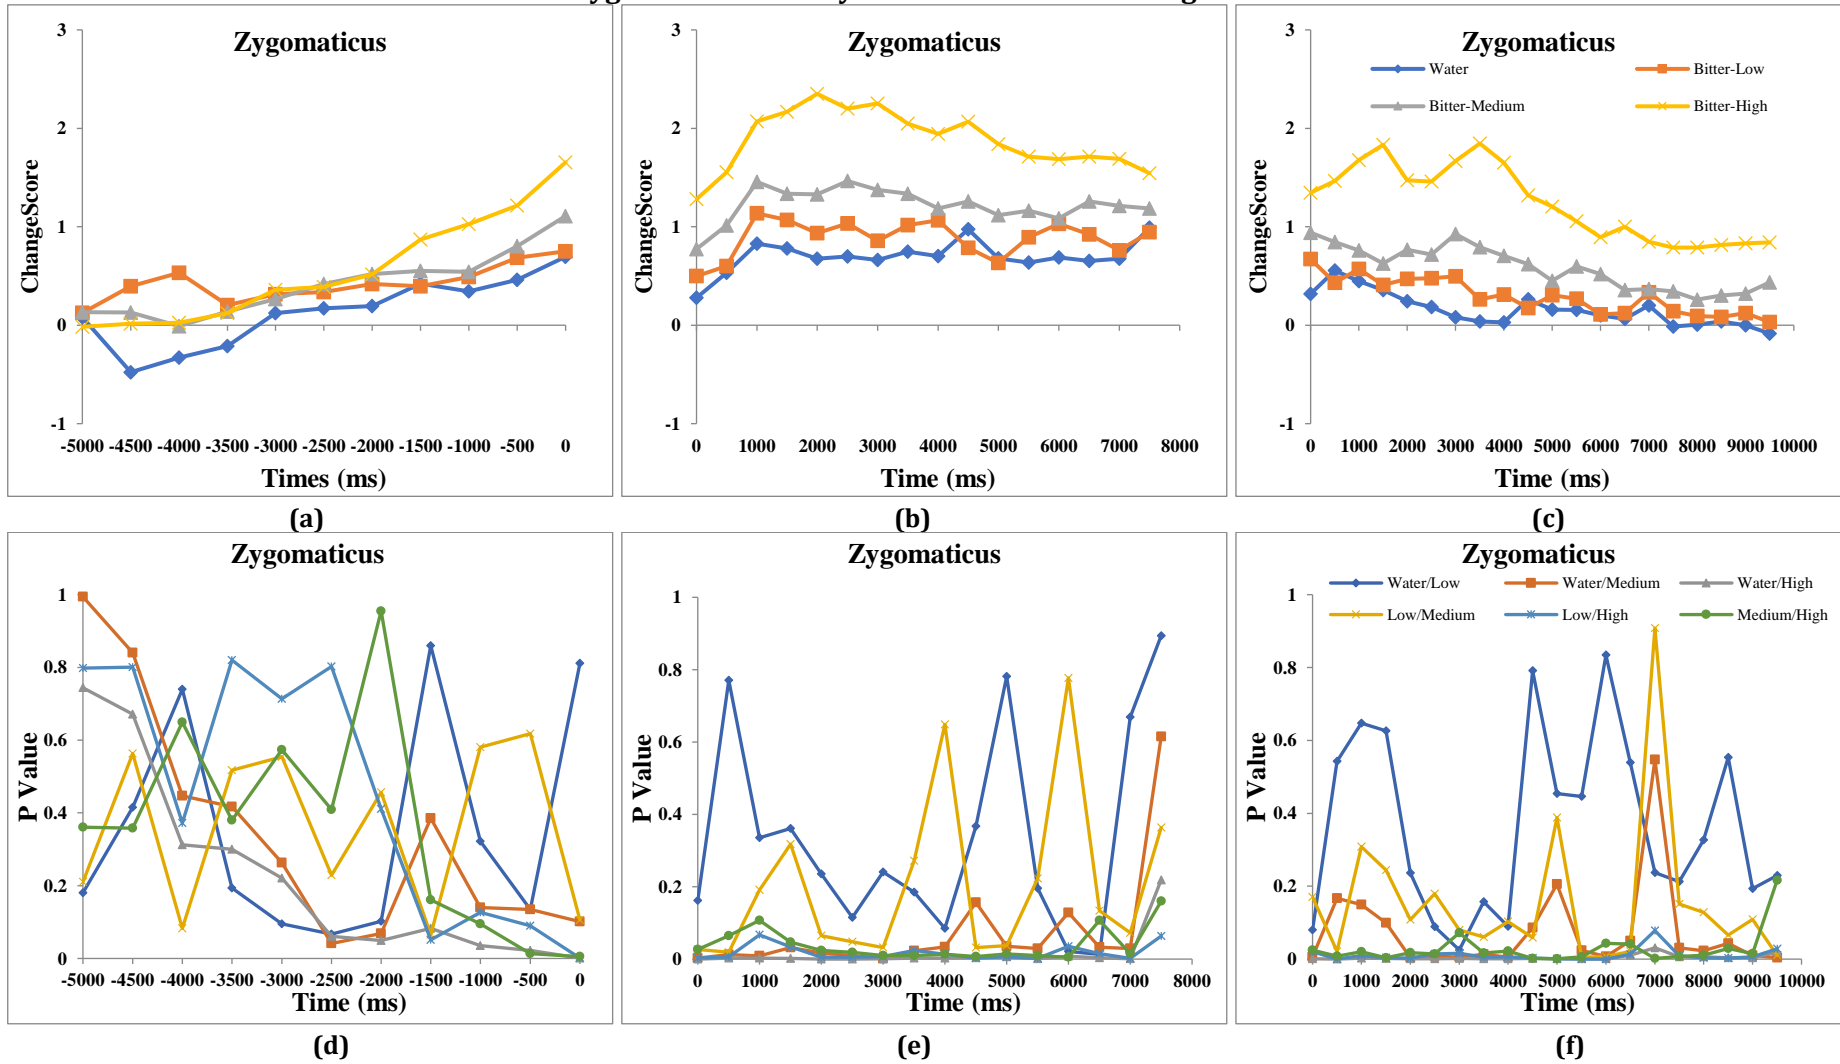 Zygomaticus
3
2
1
0
-1
ChangeScore
-5000 -4500 -4000 -3500 -3000 -2500 -2000 -1500 -1000 -500 0
Times (ms)
(a)
Zygomaticus
3
2
1
0
-1
ChangeScore
0 1000 2000 3000 4000 5000 6000 7000 8000
Time (ms)
(b)
Zygomaticus
Water
Bitter-Low
Bitter-Medium
Bitter-High
3
2
1
0
-1
ChangeScore
0 1000 2000 3000 4000 5000 6000 7000 8000 9000 10000
Time (ms)
(c)
Zygomaticus
1
0.8
0.6
0.4
0.2
0
P Value
-5000 -4500 -4000 -3500 -3000 -2500 -2000 -1500 -1000 -500 0
Time (ms)
(d)
Zygomaticus
1
0.8
0.6
0.4
0.2
0
P Value
0 1000 2000 3000 4000 5000 6000 7000 8000
Time (ms)
(e)
Zygomaticus
Water/Low
Water/Medium
Water/High
Low/Medium
Low/High
Medium/High
1
0.8
0.6
0.4
0.2
0
P Value
0 1000 2000 3000 4000 5000 6000 7000 8000 9000 10000
Time (ms)
(f)